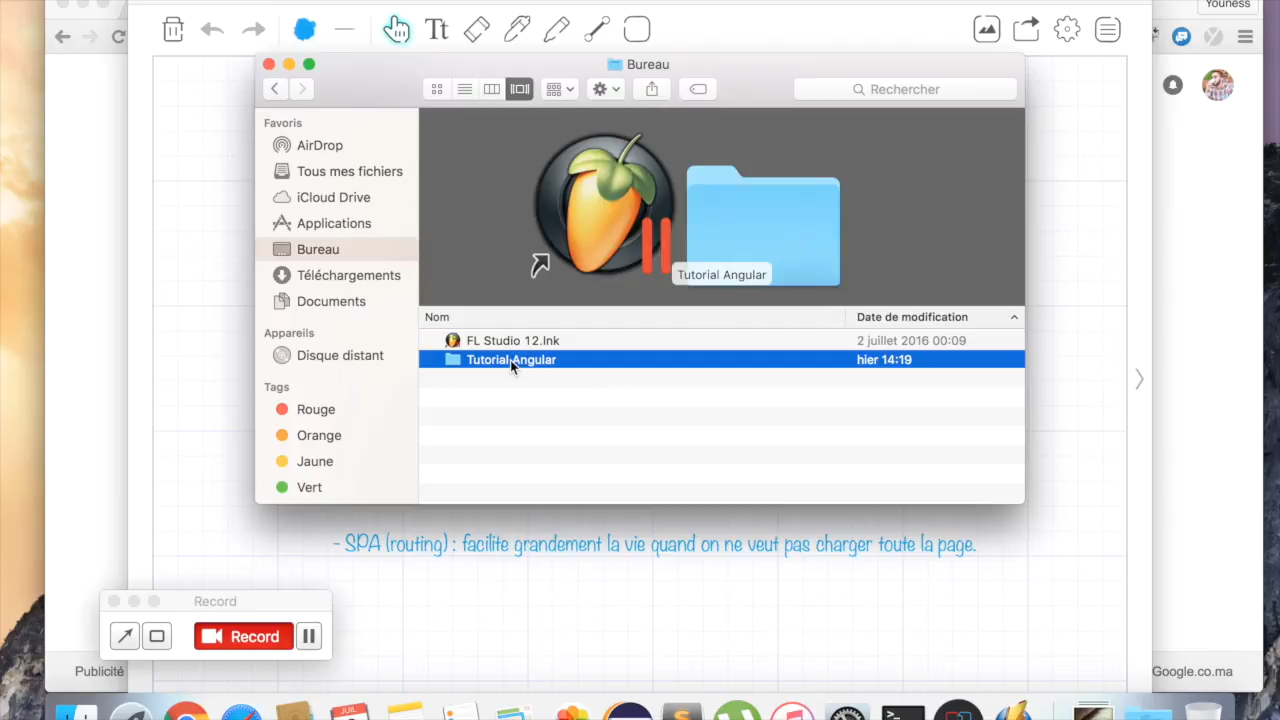 Youness
Tt
Bureau
Rechercher
Favoris
AirDrop
Tous mes fichiers
iCloud Drive
Applications
Bureau
Téléchargements
Documents
Appareils
Disque distant
Tags
Rouge
Orange
Jaune
Vert
Tutorial Angular
Nom
Date de modification
FL Studio 12.lnk
2 juillet 2016 00:09
Tutorial Angular
hier 14:19
- SPA (routing) : facilite grandement la vie quand on ne veut pas charger toute la page.
Record
Record
Publicité
Google.co.ma
JUIL